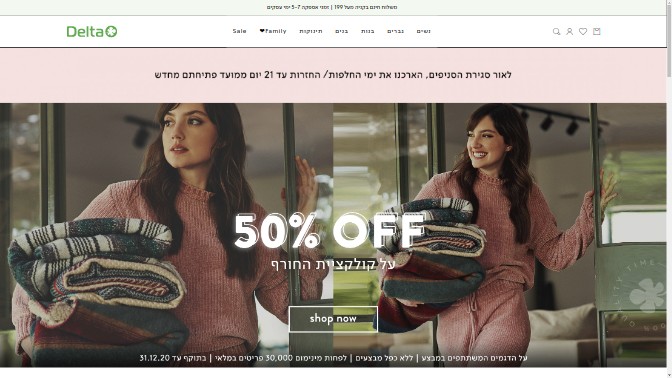 משלוח חינם בקניה מעל 199 | זמני אספקה 5-7 ימי עסקים
Delta
נשים גברים בנות בנים תינוקות Family❤ Sale
לאור סגירת הסניפים, הארכנו את ימי החלפות/ החזרות עד 21 יום ממועד פתיחתם מחדש
50% OFF
על קולקציית החורף
shop now
על הדגמים המשתתפים במבצע | ללא כפל מבצעים | לפחות מינימום 30,000 פריטים במלאי | בתוקף עד 31.12.20